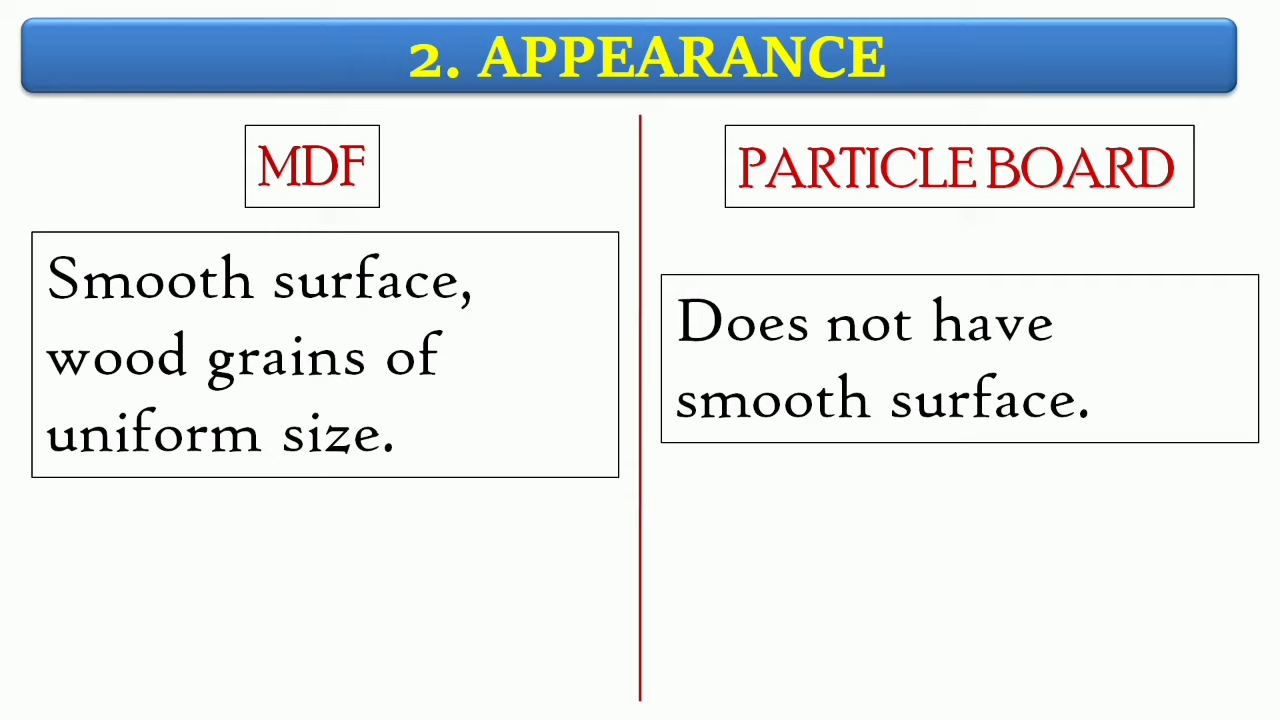 2. APPEARANCE
MDF
Smooth surface,
wood grains of
uniform size.
PARTICLE BOARD
Does not have
smooth surface.